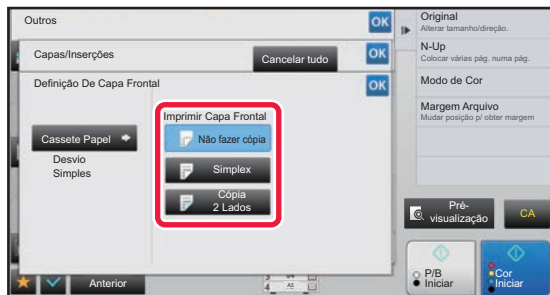 Outros
OK
Capas/Inserções
Cancelar tudo
OK
Definição De Capa Frontal
OK
Imprimir Capa Frontal
Cassete Papel
Desvio
Simples
Não fazer cópia
Simplex
Cópia
2 Lados
Anterior
A3
Original
Alterar tamanho/direção.
N-Up
Colocar várias pág. numa pág.
Modo de Cor
Margem Arquivo
Mudar posição p/ obter margem
Pré-
visualização
CA
P/B
Iniciar
Cor
Iniciar